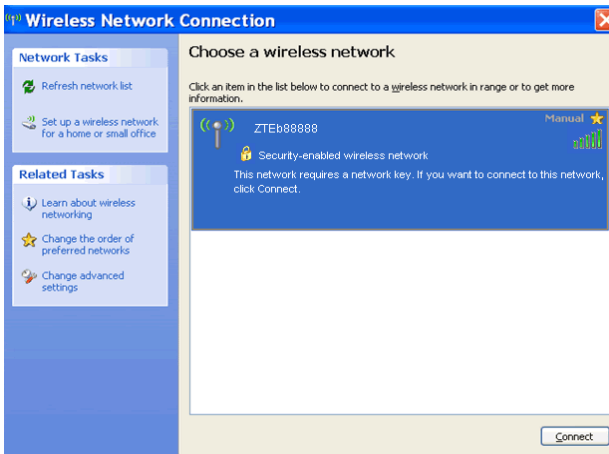 Wireless Network Connection
Network Tasks
Refresh network list
Set up a wireless network
for a home or small office
Related Tasks
Learn about wireless
networking
Change the order of
preferred networks
Change advanced
settings
Choose a wireless network
Click an item in the list below to connect to a wireless network in range or to get more
information.
ZTEb88888
Manual
Security-enabled wireless network
This network requires a network key. If you want to connect to this network,
click Connect.
Connect